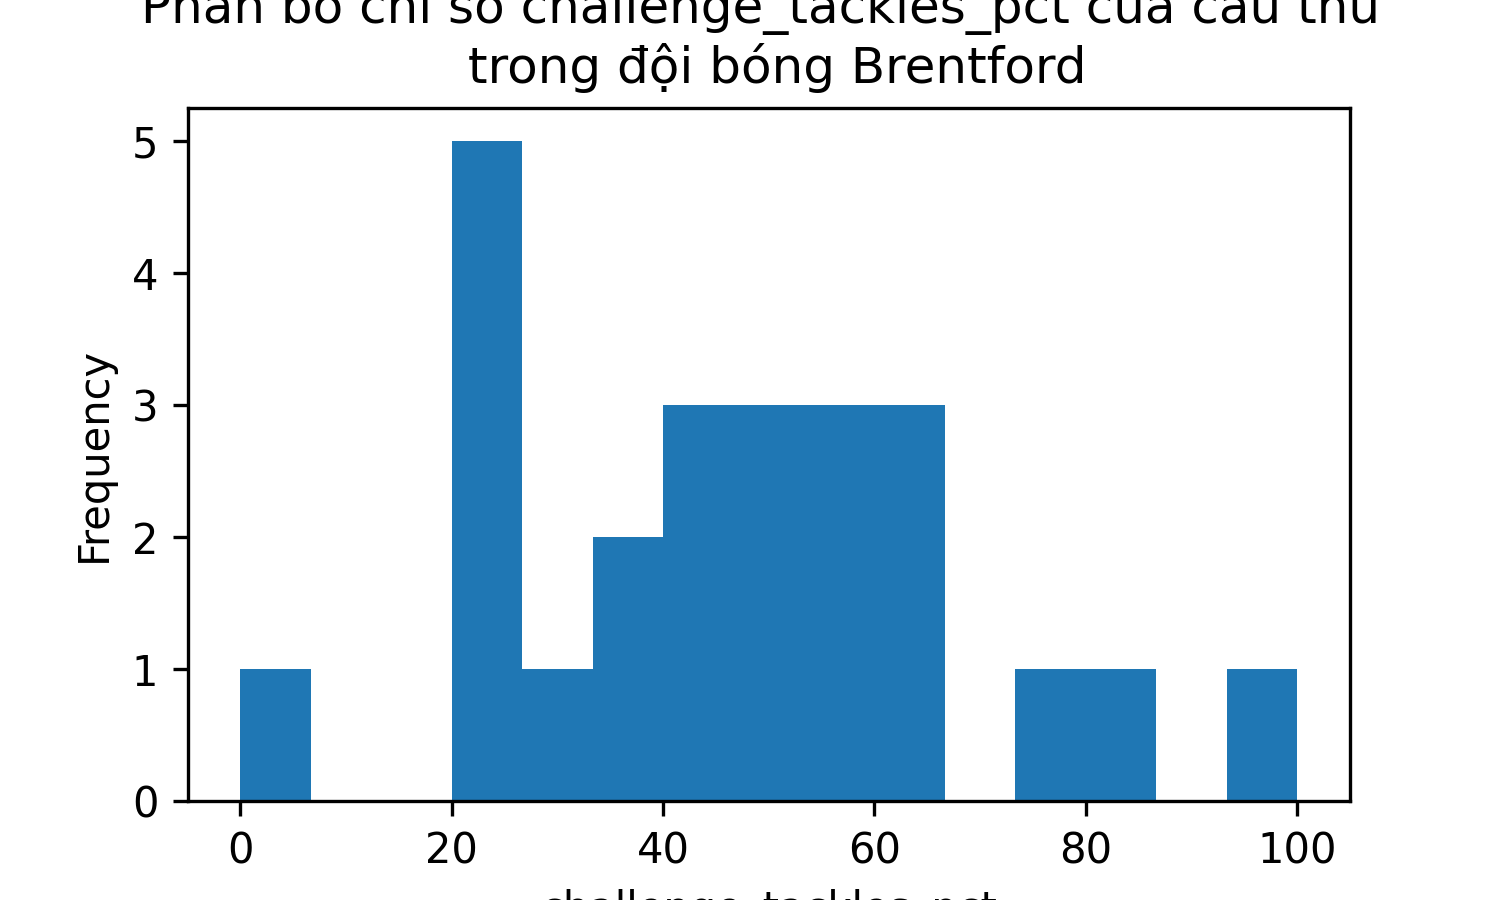 Phân bố chỉ số challenge_tackles_pct của cầu thủ
trong đội bóng Brentford
5
4
3
2
1
0
Frequency
0 20 40 60 80 100
challenge_tackles_pct